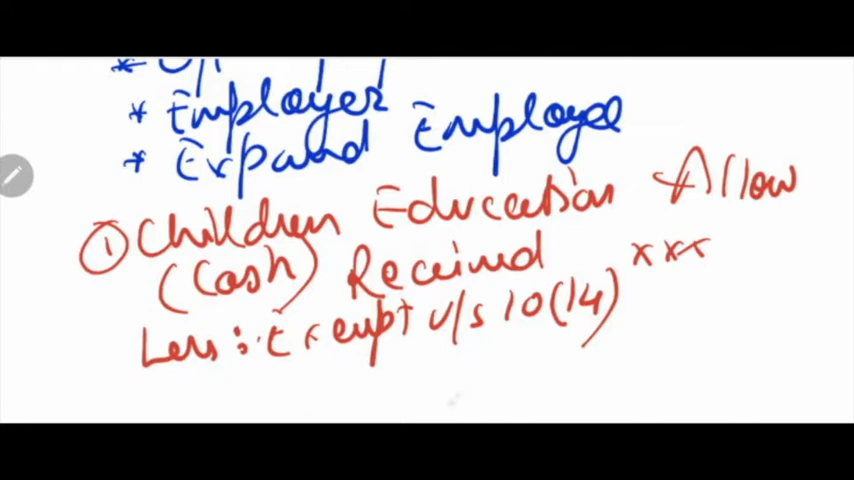 * Employer
* Expand Employee
① Children Education Allow
(Cash) Received xxx
Less : Exempt u/s 10(14)